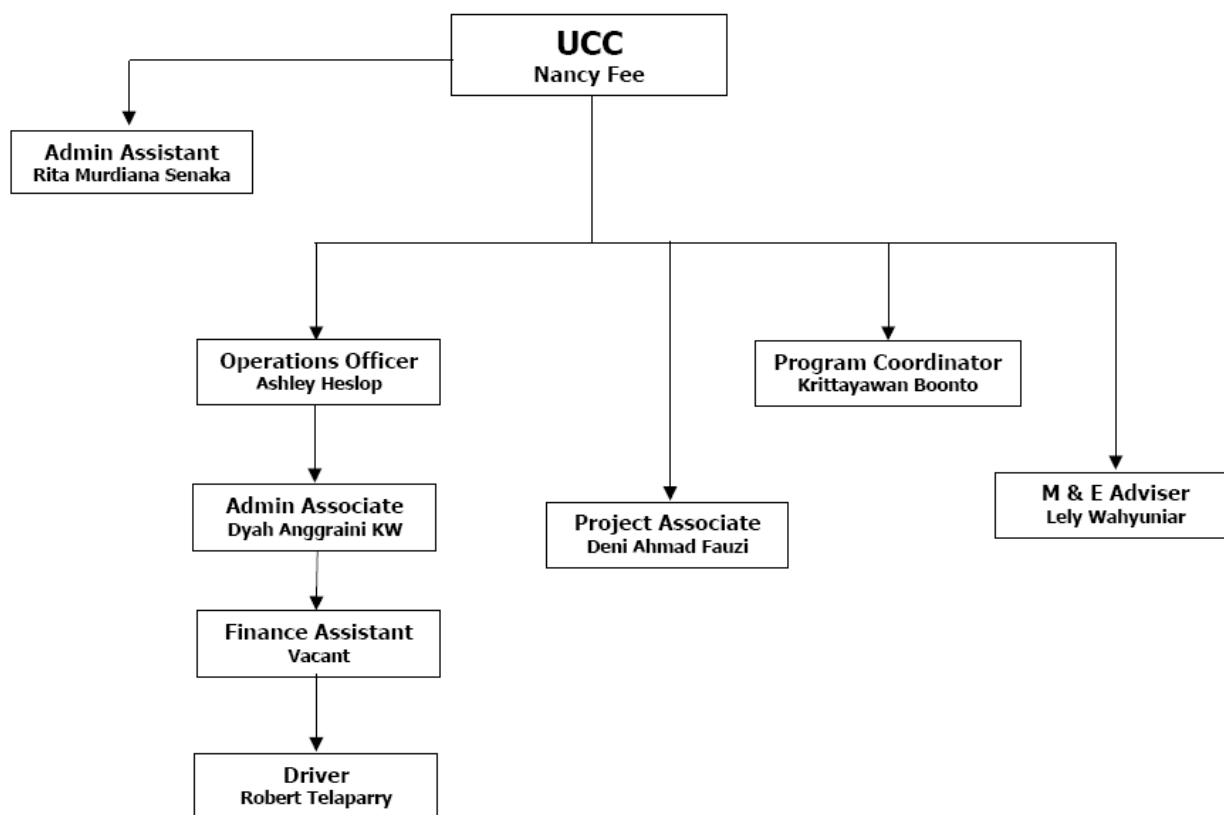 UCC
Nancy Fee
Admin Assistant
Rita Murdiana Senaka
Operations Officer
Ashley Heslop
Program Coordinator
Krittayawan Boonto
Admin Associate
Dyah Anggraini KW
Project Associate
Deni Ahmad Fauzi
M & E Adviser
Lely Wahyuniar
Finance Assistant
Vacant
Driver
Robert Telaparry